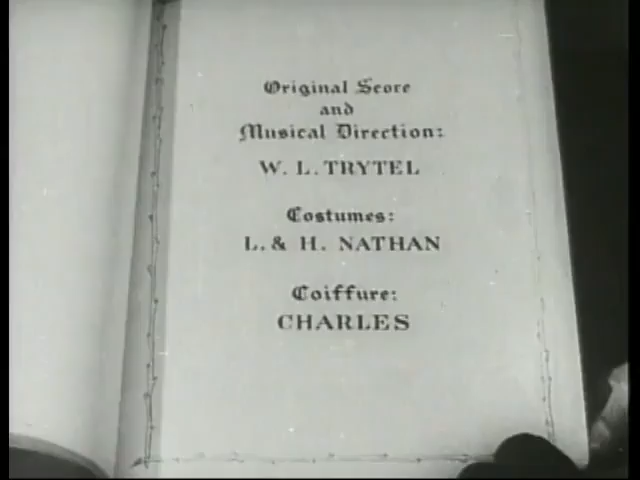 Original Score
and
Musical Direction:
W. L. TRYTEL
Costumes:
L. & H. NATHAN
Coiffure:
CHARLES